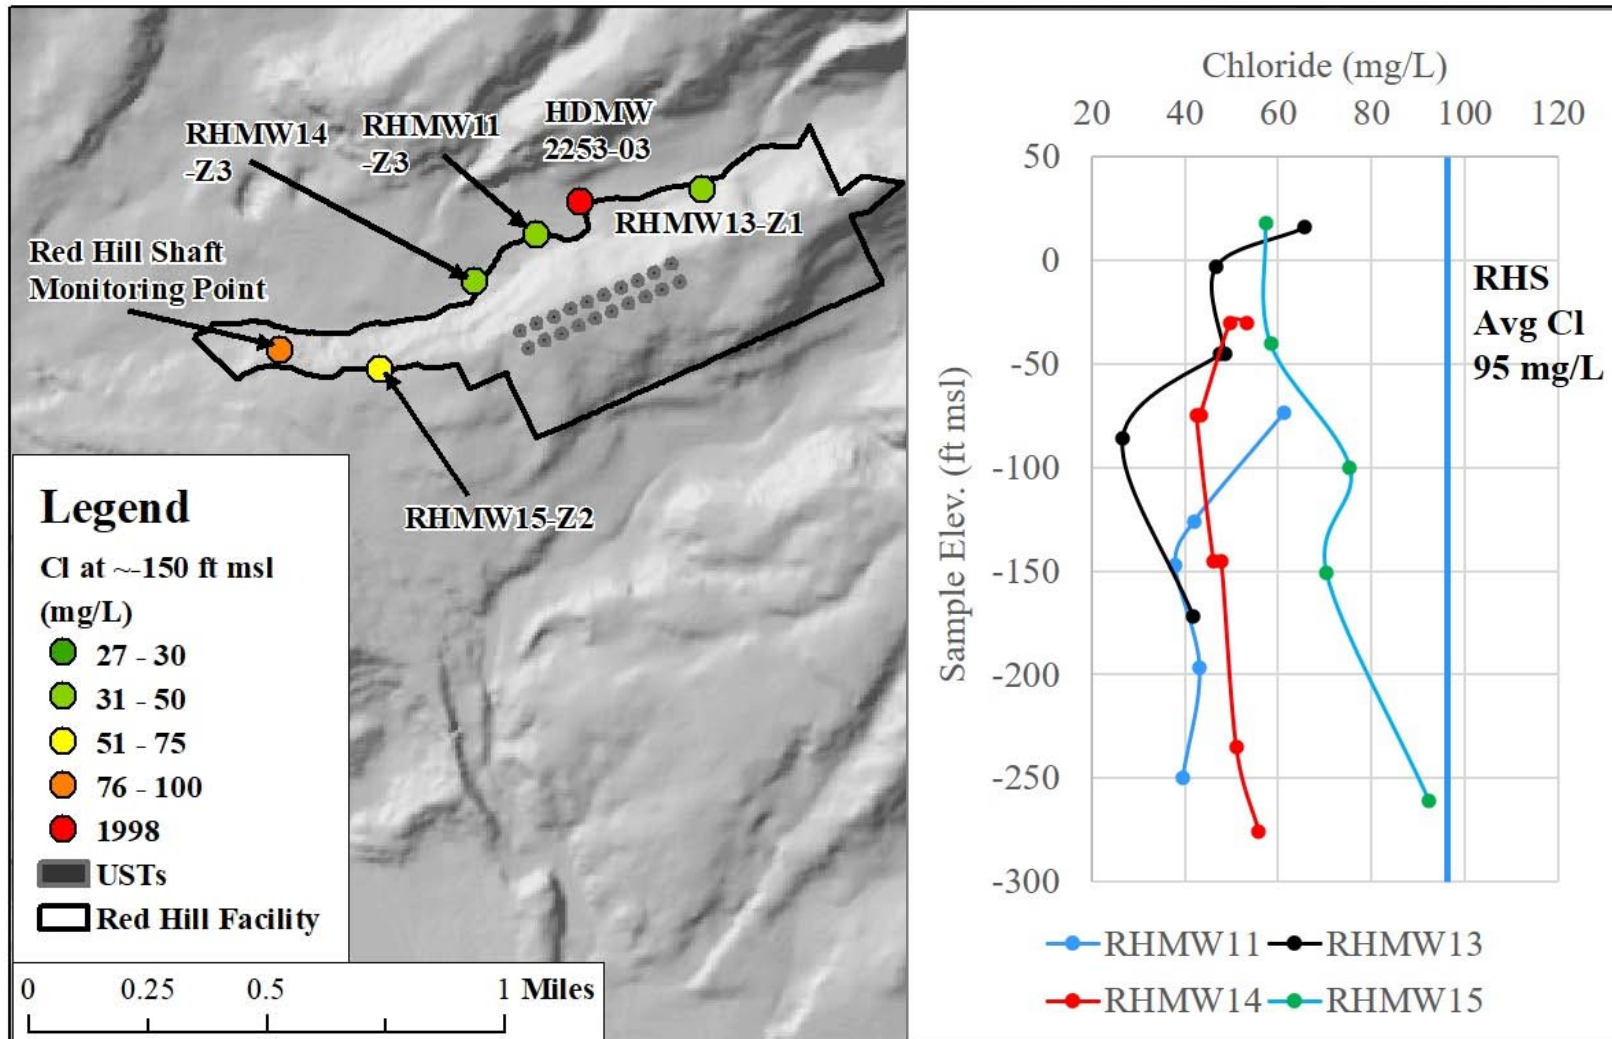 RHMW14
-Z3
RHMW11
-Z3
HDMW
2253-03
RHMW13-Z1
Red Hill Shaft
Monitoring Point
RHMW15-Z2
Legend
Cl at ~-150 ft msl
(mg/L)
27 - 30
31 - 50
51 - 75
76 - 100
1998
USTs
Red Hill Facility
0 0.25 0.5 1 Miles
Chloride (mg/L)
20 40 60 80 100 120
50
0
-50
-100
-150
-200
-250
-300
Sample Elev. (ft msl)
RHS
Avg Cl
95 mg/L
RHMW11 RHMW13
RHMW14 RHMW15